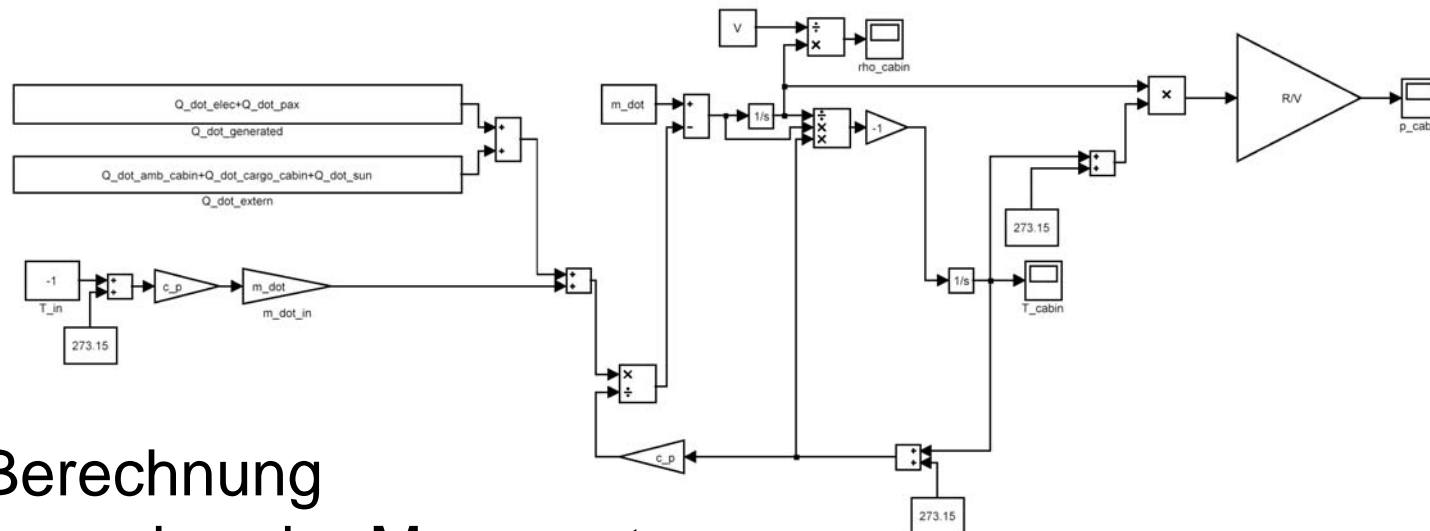 V
÷
×
rho_cabin
Q_dot_elec+Q_dot_pax
Q_dot_generated
+
+
m_dot
+
−
1/s
÷
×
×
-1
×
R/V
p_cab
Q_dot_amb_cabin+Q_dot_cargo_cabin+Q_dot_sun
Q_dot_extern
+
+
273.15
-1
T_in
+
+
c_p
m_dot
m_dot_in
+
+
1/s
T_cabin
273.15
×
÷
c_p
+
+
273.15
Berechnung